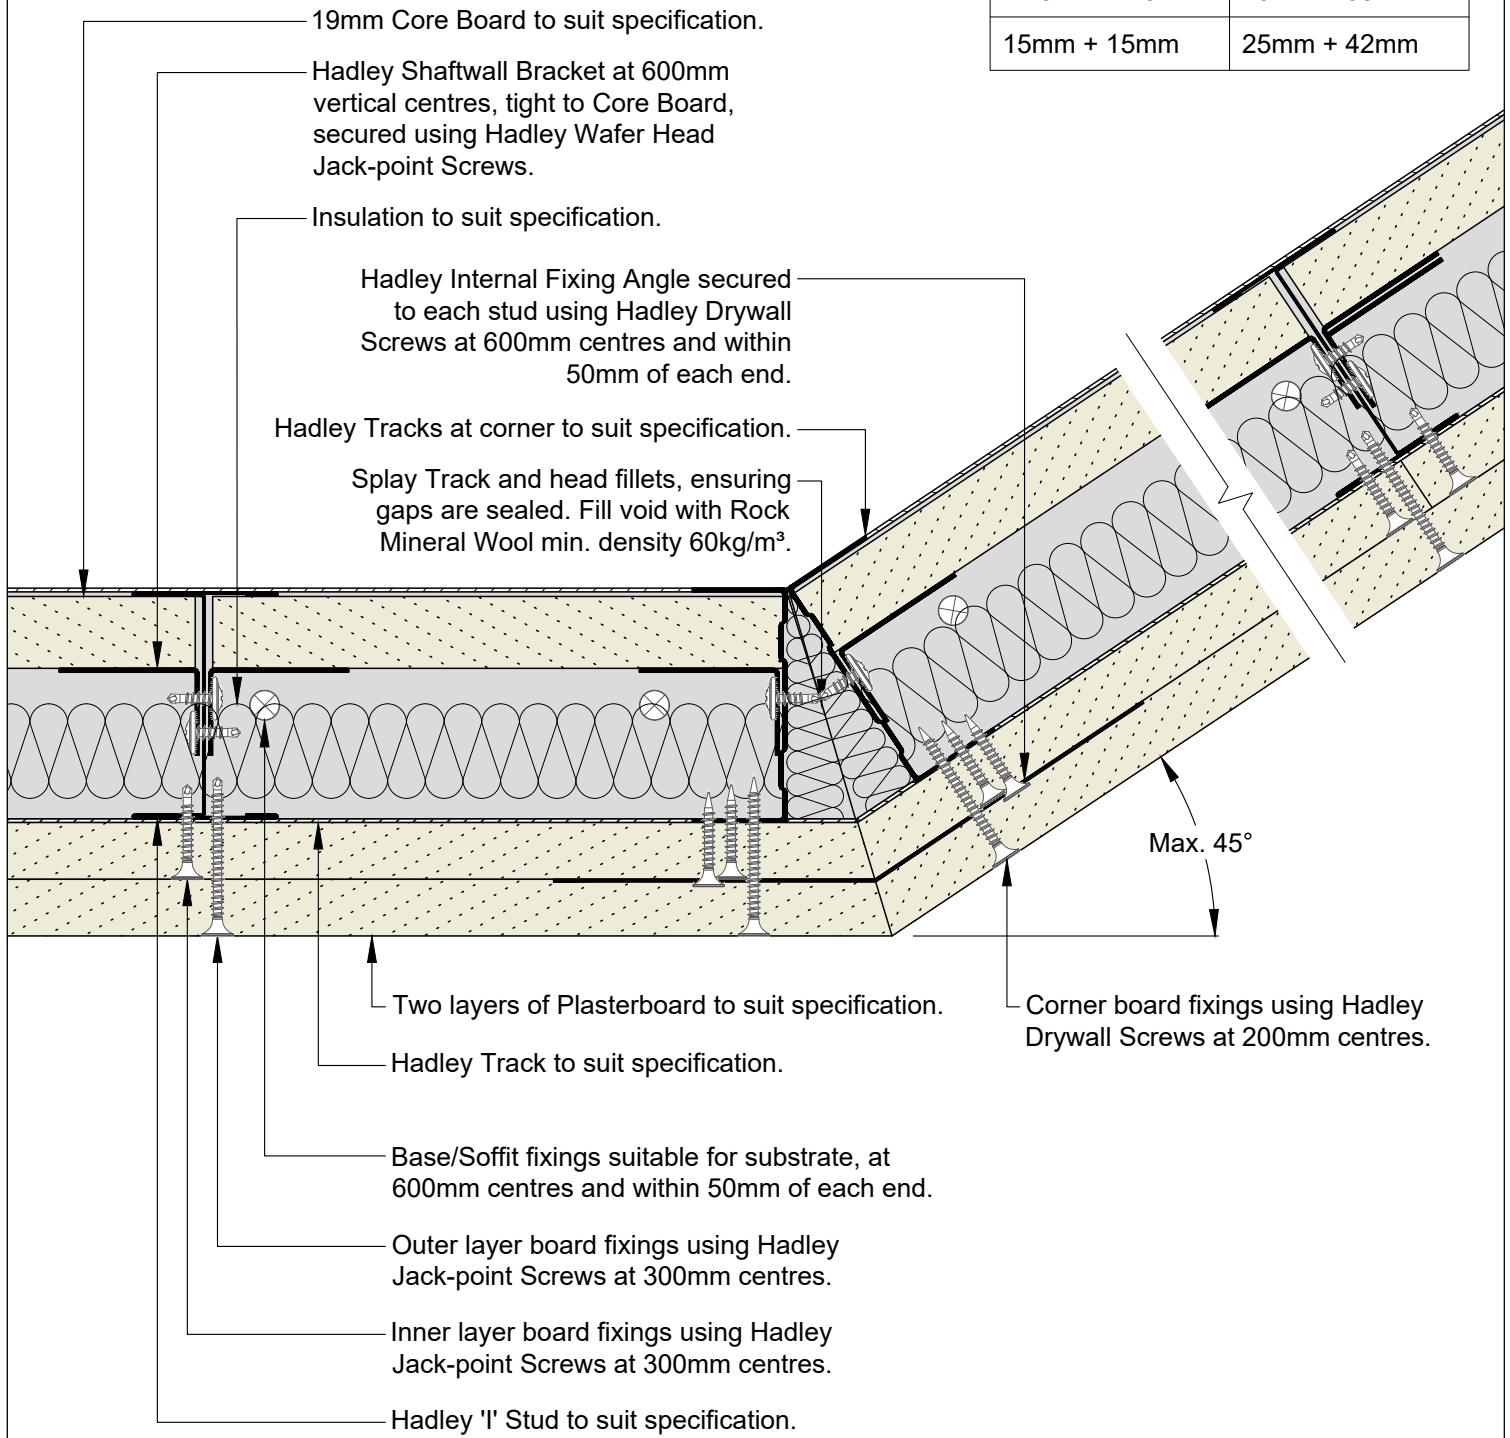 19mm Core Board to suit specification.
15mm + 15mm 25mm + 42mm
Hadley Shaftwall Bracket at 600mm
vertical centres, tight to Core Board,
secured using Hadley Wafer Head
Jack-point Screws.
Insulation to suit specification.
Hadley Internal Fixing Angle secured
to each stud using Hadley Drywall
Screws at 600mm centres and within
50mm of each end.
Hadley Tracks at corner to suit specification.
Splay Track and head fillets, ensuring
gaps are sealed. Fill void with Rock
Mineral Wool min. density 60kg/m³.
Max. 45°
Two layers of Plasterboard to suit specification.
Corner board fixings using Hadley
Drywall Screws at 200mm centres.
Hadley Track to suit specification.
Base/Soffit fixings suitable for substrate, at
600mm centres and within 50mm of each end.
Outer layer board fixings using Hadley
Jack-point Screws at 300mm centres.
Inner layer board fixings using Hadley
Jack-point Screws at 300mm centres.
Hadley 'I' Stud to suit specification.